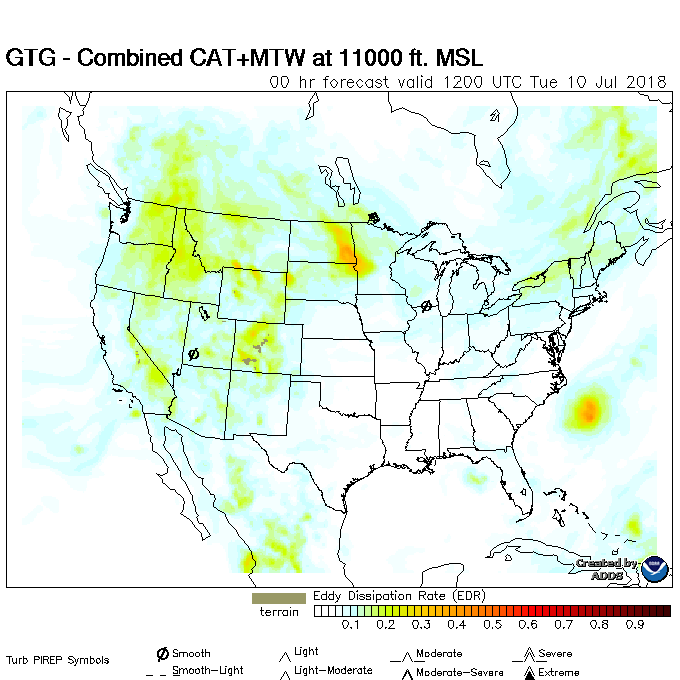 GTG - Combined CAT+MTW at 11000 ft. MSL
00 hr forecast valid 1200 UTC Tue 10 Jul 2018
Created by
ADDS
Eddy Dissipation Rate (EDR)
terrain
0.1 0.2 0.3 0.4 0.5 0.6 0.7 0.8 0.9
Turb PIREP Symbols
Smooth Light Moderate Severe
Smooth-Light Light-Moderate Moderate-Severe Extreme